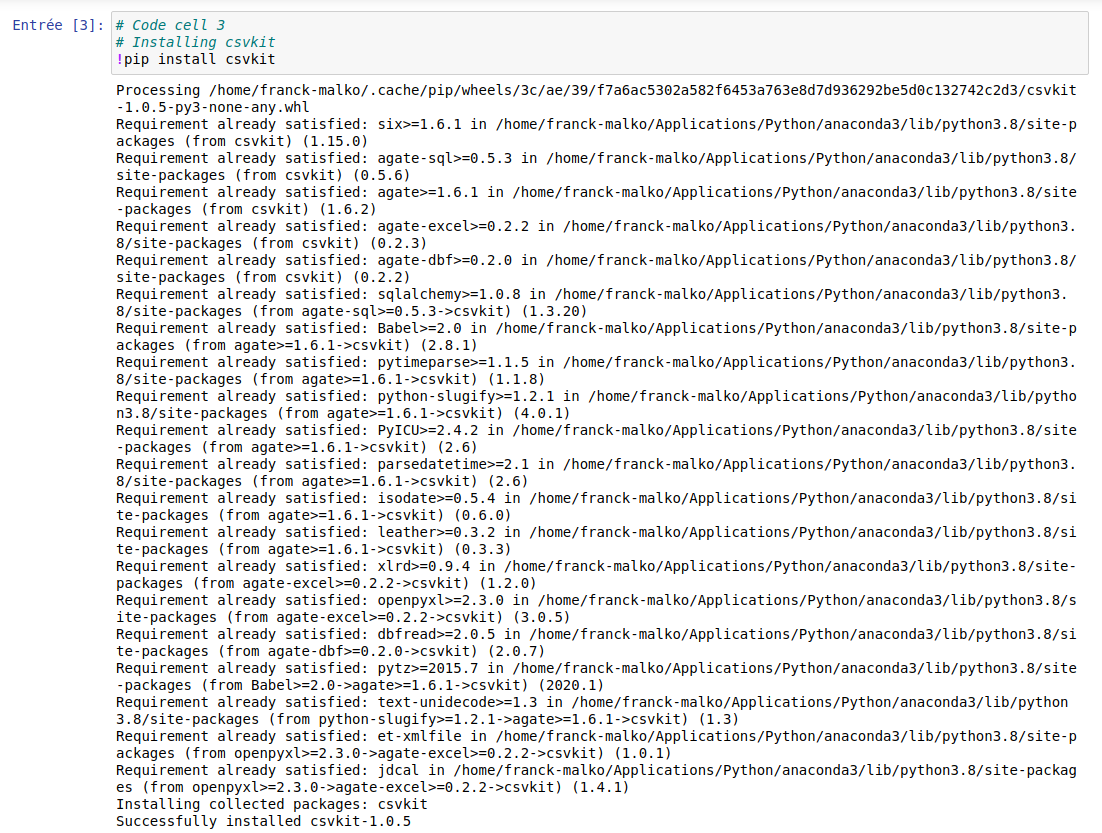 Entrée [3]: # Code cell 3
# Installing csvkit
!pip install csvkit
Processing /home/franck-malko/.cache/pip/wheels/3c/ae/39/f7a6ac5302a582f6453a763e8d7d936292be5d0c132742c2d3/csvkit
-1.0.5-py3-none-any.whl
Requirement already satisfied: six>=1.6.1 in /home/franck-malko/Applications/Python/anaconda3/lib/python3.8/site-p
ackages (from csvkit) (1.15.0)
Requirement already satisfied: agate-sql>=0.5.3 in /home/franck-malko/Applications/Python/anaconda3/lib/python3.8/
site-packages (from csvkit) (0.5.6)
Requirement already satisfied: agate>=1.6.1 in /home/franck-malko/Applications/Python/anaconda3/lib/python3.8/site
-packages (from csvkit) (1.6.2)
Requirement already satisfied: agate-excel>=0.2.2 in /home/franck-malko/Applications/Python/anaconda3/lib/python3.
8/site-packages (from csvkit) (0.2.3)
Requirement already satisfied: agate-dbf>=0.2.0 in /home/franck-malko/Applications/Python/anaconda3/lib/python3.8/
site-packages (from csvkit) (0.2.2)
Requirement already satisfied: sqlalchemy>=1.0.8 in /home/franck-malko/Applications/Python/anaconda3/lib/python3.
8/site-packages (from agate-sql>=0.5.3->csvkit) (1.3.20)
Requirement already satisfied: Babel>=2.0 in /home/franck-malko/Applications/Python/anaconda3/lib/python3.8/site-p
ackages (from agate>=1.6.1->csvkit) (2.8.1)
Requirement already satisfied: pytimeparse>=1.1.5 in /home/franck-malko/Applications/Python/anaconda3/lib/python3.
8/site-packages (from agate>=1.6.1->csvkit) (1.1.8)
Requirement already satisfied: python-slugify>=1.2.1 in /home/franck-malko/Applications/Python/anaconda3/lib/pytho
n3.8/site-packages (from agate>=1.6.1->csvkit) (4.0.1)
Requirement already satisfied: PyICU>=2.4.2 in /home/franck-malko/Applications/Python/anaconda3/lib/python3.8/site
-packages (from agate>=1.6.1->csvkit) (2.6)
Requirement already satisfied: parsedatetime>=2.1 in /home/franck-malko/Applications/Python/anaconda3/lib/python3.
8/site-packages (from agate>=1.6.1->csvkit) (2.6)
Requirement already satisfied: isodate>=0.5.4 in /home/franck-malko/Applications/Python/anaconda3/lib/python3.8/si
te-packages (from agate>=1.6.1->csvkit) (0.6.0)
Requirement already satisfied: leather>=0.3.2 in /home/franck-malko/Applications/Python/anaconda3/lib/python3.8/si
te-packages (from agate>=1.6.1->csvkit) (0.3.3)
Requirement already satisfied: xlrd>=0.9.4 in /home/franck-malko/Applications/Python/anaconda3/lib/python3.8/site-
packages (from agate-excel>=0.2.2->csvkit) (1.2.0)
Requirement already satisfied: openpyxl>=2.3.0 in /home/franck-malko/Applications/Python/anaconda3/lib/python3.8/s
ite-packages (from agate-excel>=0.2.2->csvkit) (3.0.5)
Requirement already satisfied: dbfread>=2.0.5 in /home/franck-malko/Applications/Python/anaconda3/lib/python3.8/si
te-packages (from agate-dbf>=0.2.0->csvkit) (2.0.7)
Requirement already satisfied: pytz>=2015.7 in /home/franck-malko/Applications/Python/anaconda3/lib/python3.8/site
-packages (from Babel>=2.0->agate>=1.6.1->csvkit) (2020.1)
Requirement already satisfied: text-unidecode>=1.3 in /home/franck-malko/Applications/Python/anaconda3/lib/python
3.8/site-packages (from python-slugify>=1.2.1->agate>=1.6.1->csvkit) (1.3)
Requirement already satisfied: et-xmlfile in /home/franck-malko/Applications/Python/anaconda3/lib/python3.8/site-p
ackages (from openpyxl>=2.3.0->agate-excel>=0.2.2->csvkit) (1.0.1)
Requirement already satisfied: jdcal in /home/franck-malko/Applications/Python/anaconda3/lib/python3.8/site-packag
es (from openpyxl>=2.3.0->agate-excel>=0.2.2->csvkit) (1.4.1)
Installing collected packages: csvkit
Successfully installed csvkit-1.0.5